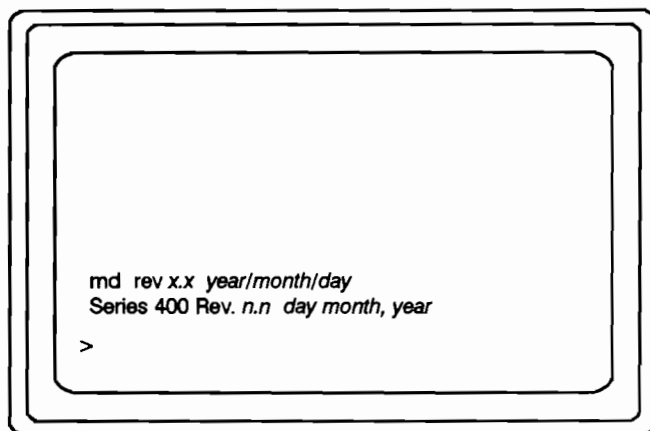 md rev x.x year/month/day
Series 400 Rev. n.n day month, year
>